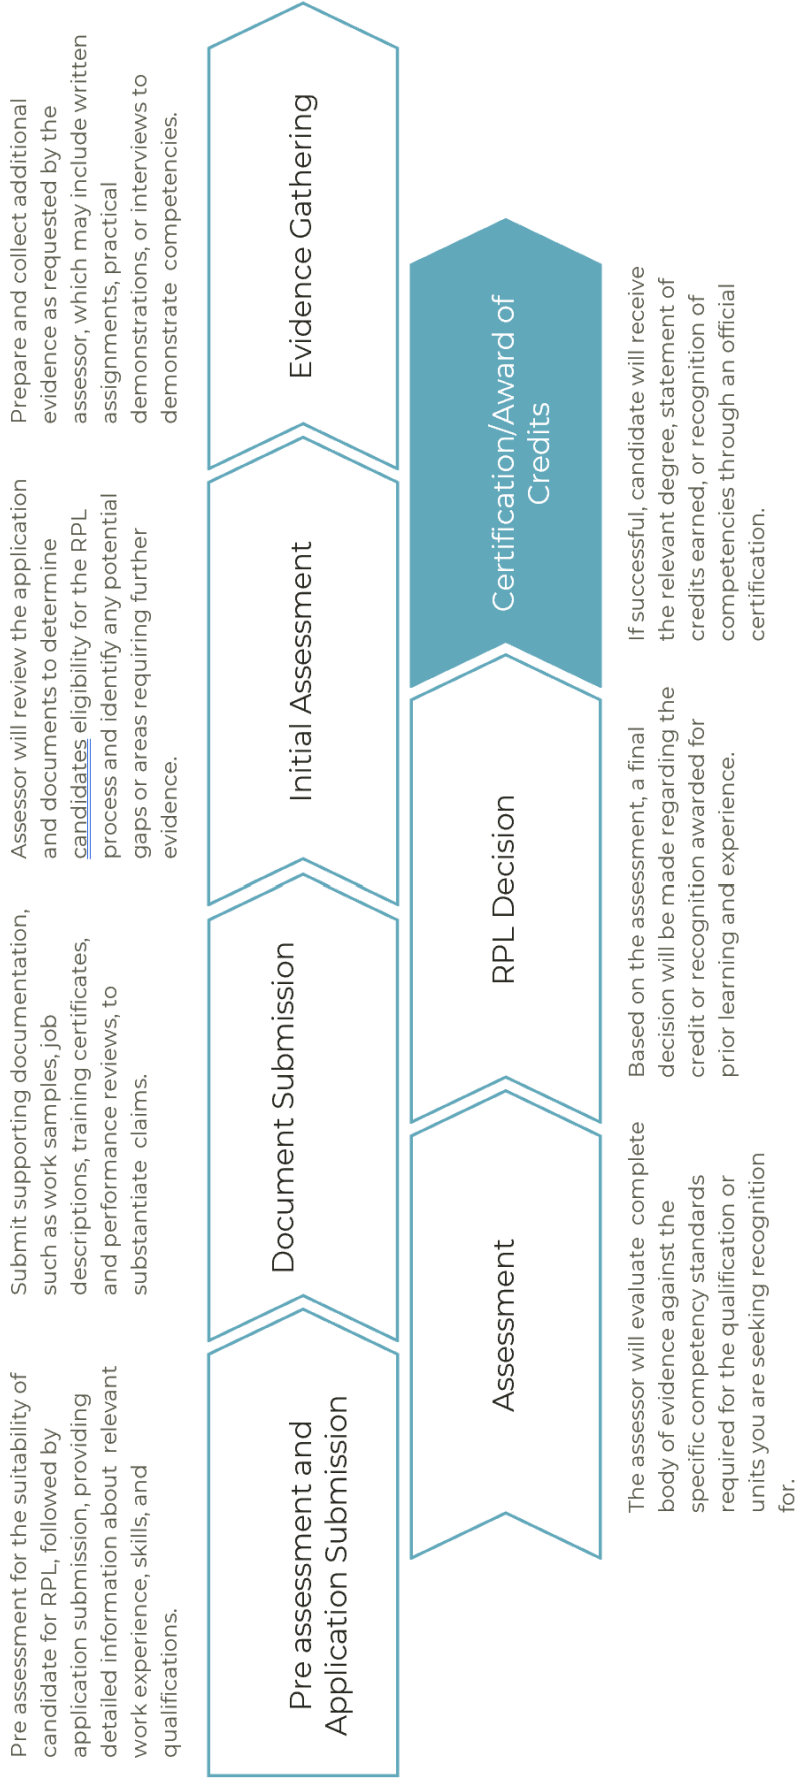 Pre assessment for the suitability of
candidate for RPL, followed by
application submission, providing
detailed information about relevant
work experience, skills, and
qualifications.
Submit supporting documentation,
such as work samples, job
descriptions, training certificates,
and performance reviews, to
substantiate claims.
Assessor will review the application
and documents to determine
candidates eligibility for the RPL
process and identify any potential
gaps or areas requiring further
evidence.
Prepare and collect additional
evidence as requested by the
assessor, which may include written
assignments, practical
demonstrations, or interviews to
demonstrate competencies.
Pre assessment and
Application Submission
Document Submission
Initial Assessment
Evidence Gathering
Assessment
RPL Decision
Certification/Award of
Credits
The assessor will evaluate complete
body of evidence against the
specific competency standards
required for the qualification or
units you are seeking recognition
for.
Based on the assessment, a final
decision will be made regarding the
credit or recognition awarded for
prior learning and experience.
If successful, candidate will receive
the relevant degree, statement of
credits earned, or recognition of
competencies through an official
certification.